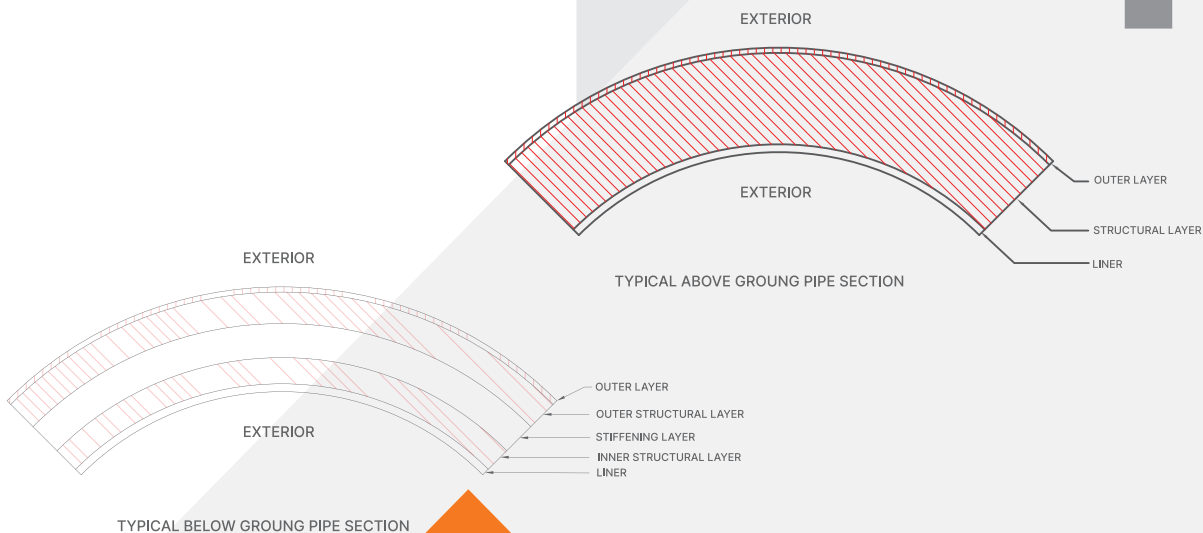 EXTERIOR
OUTER LAYER
EXTERIOR
STRUCTURAL LAYER
LINER
TYPICAL ABOVE GROUNG PIPE SECTION
EXTERIOR
OUTER LAYER
OUTER STRUCTURAL LAYER
EXTERIOR
STIFFENING LAYER
INNER STRUCTURAL LAYER
LINER
TYPICAL BELOW GROUNG PIPE SECTION